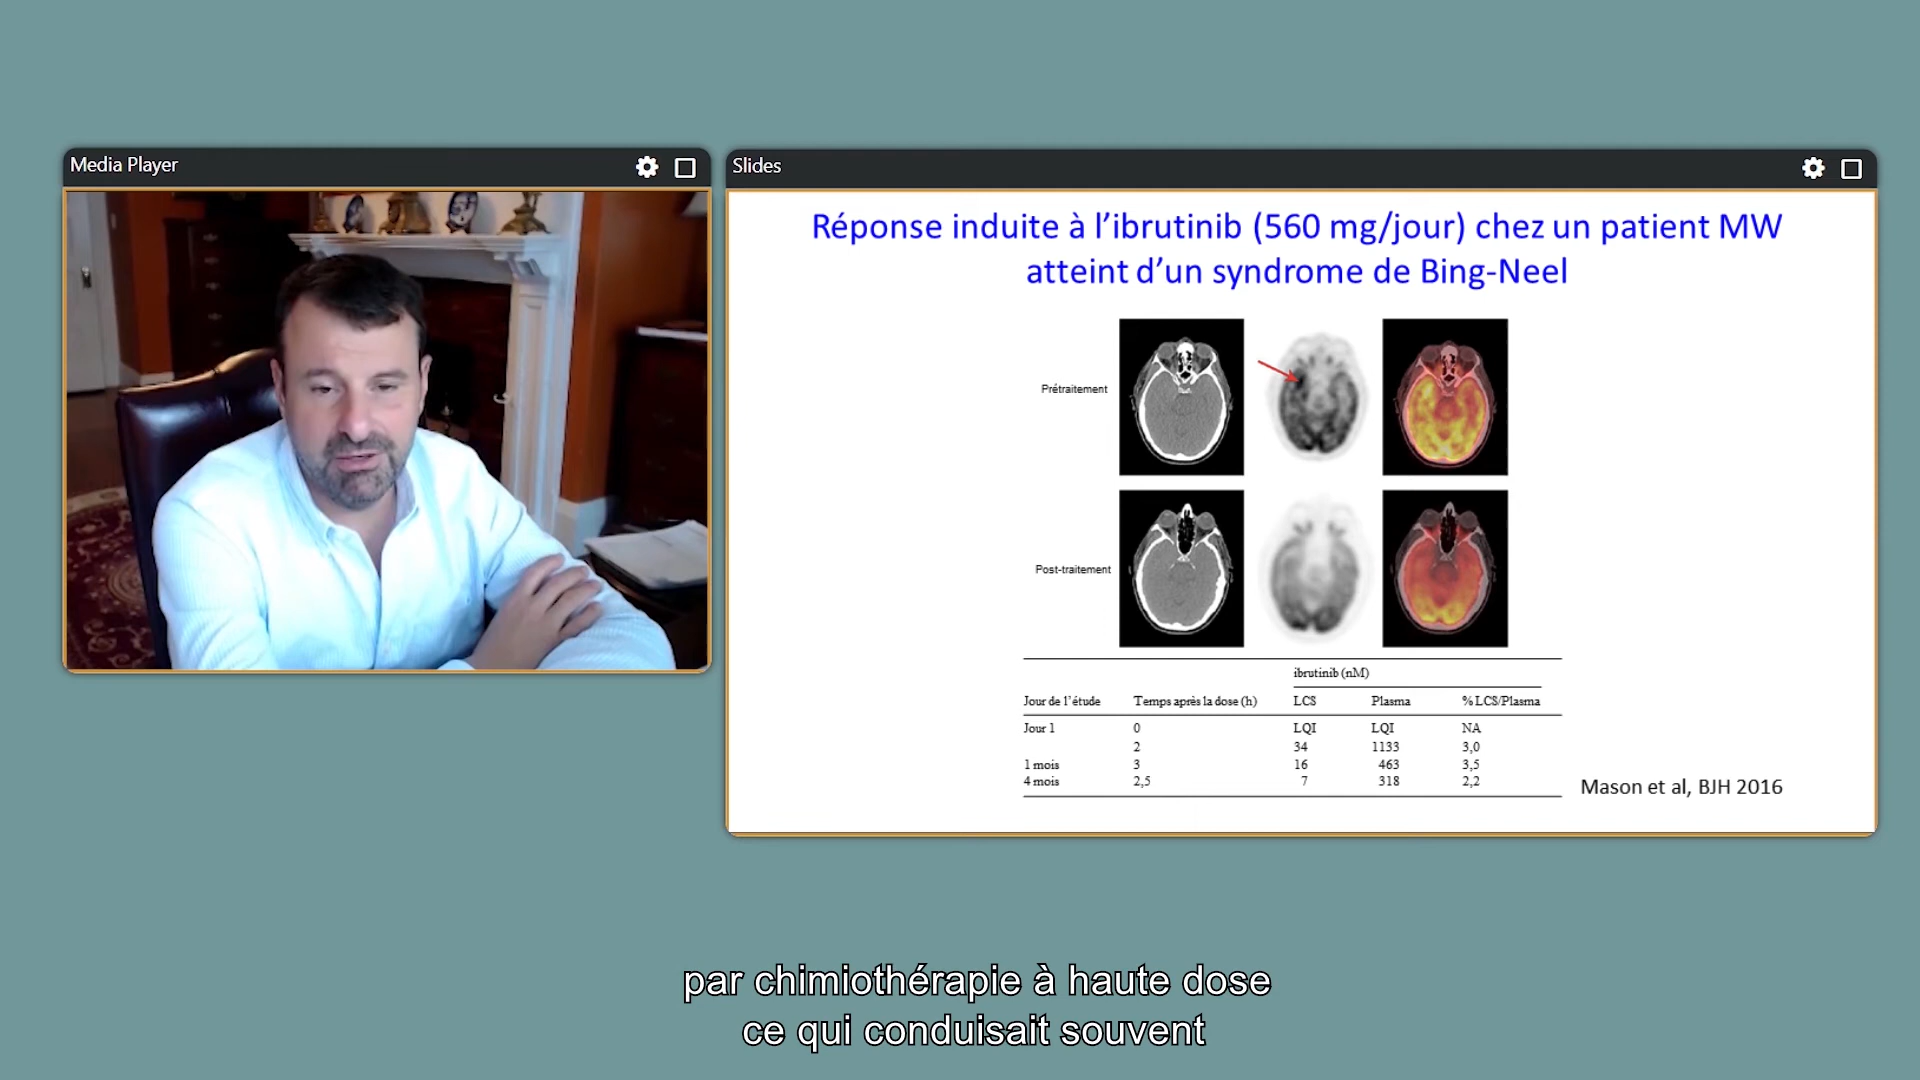 Media Player
Slides
Réponse induite à l’ibrutinib (560 mg/jour) chez un patient MW
atteint d’un syndrome de Bing-Neel
Prétraitement
Post-traitement
ibrutinib (nM)
Jour de l’étude Temps après la dose (h) LCS Plasma % LCS/Plasma
Jour 1 0 LQI LQI NA
2 34 1133 3,0
1 mois 3 16 463 3,5
4 mois 2,5 7 318 2,2
Mason et al, BJH 2016
par chimiothérapie à haute dose
ce qui conduisait souvent